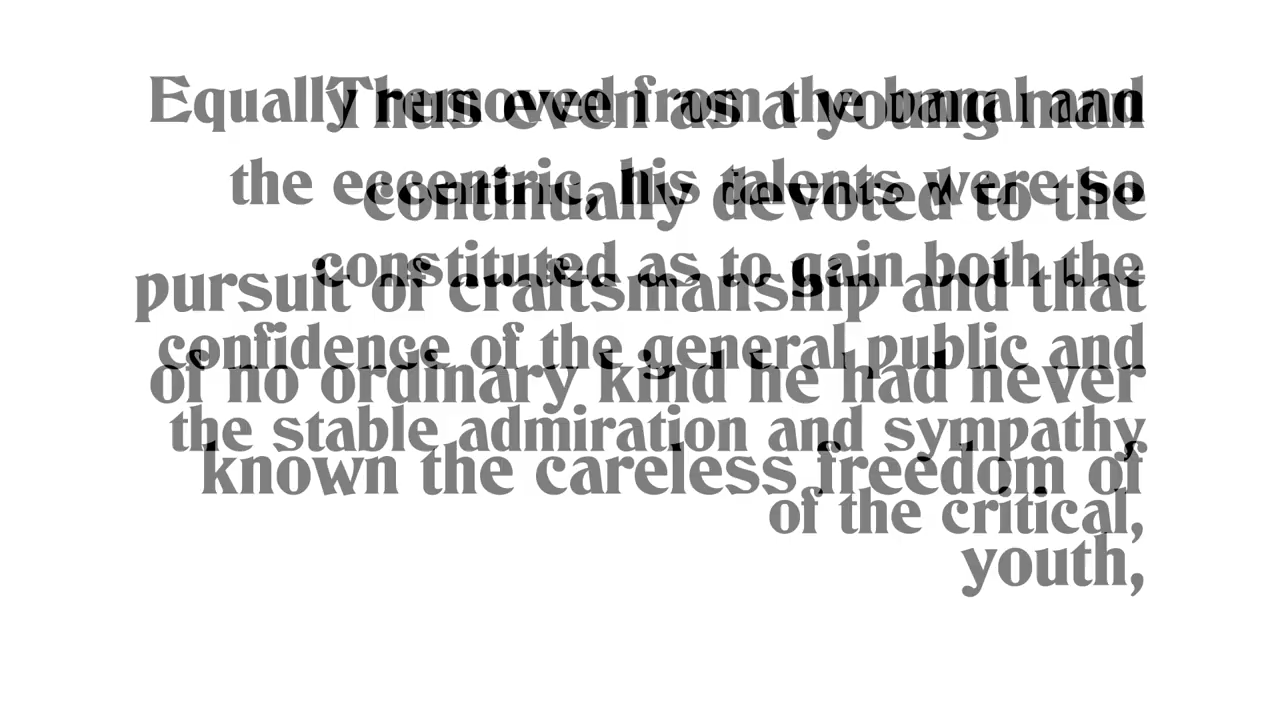 Equally removed from the banal and
the eccentric, his talents were so
constituted as to gain both the
confidence of the general public and
the stable admiration and sympathy
of the critical,
Thus even as a young man
continually devoted to the
pursuit of craftsmanship and that
of no ordinary kind he had never
known the careless freedom of
youth,